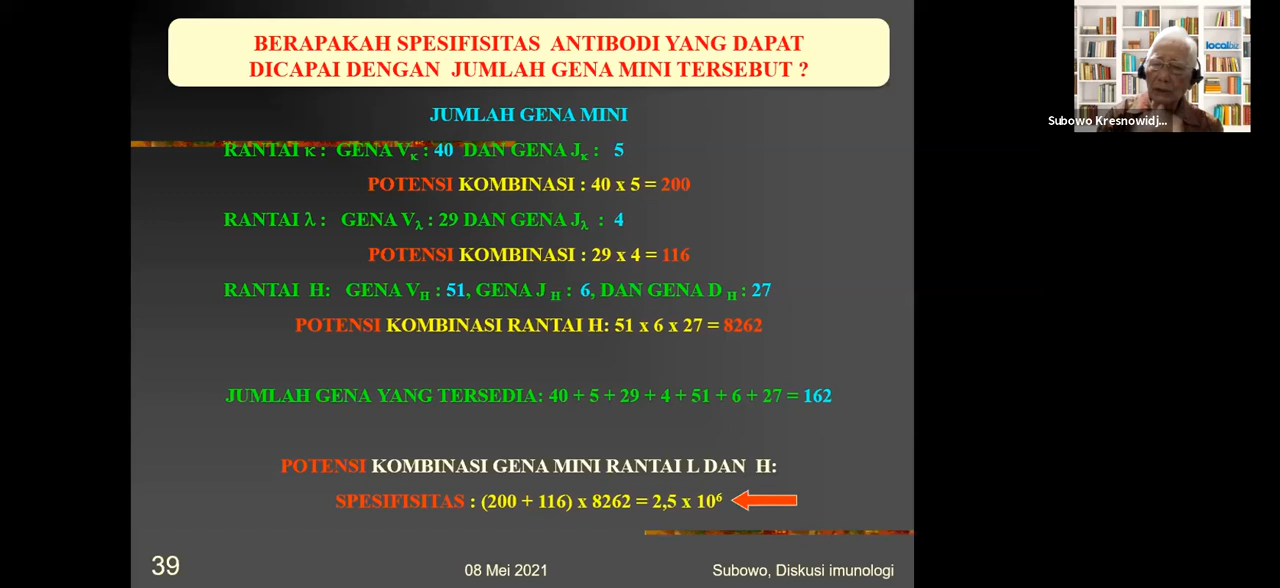 BERAPAKAH SPESIFISITAS ANTIBODI YANG DAPAT
DICAPAI DENGAN JUMLAH GENA MINI TERSEBUT ?
JUMLAH GENA MINI
RANTAI κ : GENA Vκ : 40 DAN GENA Jκ : 5
POTENSI KOMBINASI : 40 x 5 = 200
RANTAI λ : GENA Vλ : 29 DAN GENA Jλ : 4
POTENSI KOMBINASI : 29 x 4 = 116
RANTAI H: GENA VH : 51, GENA J H : 6, DAN GENA D H : 27
POTENSI KOMBINASI RANTAI H: 51 x 6 x 27 = 8262
JUMLAH GENA YANG TERSEDIA: 40 + 5 + 29 + 4 + 51 + 6 + 27 = 162
POTENSI KOMBINASI GENA MINI RANTAI L DAN H:
SPESIFISITAS : (200 + 116) x 8262 = 2,5 x 10⁶
39
08 Mei 2021
Subowo, Diskusi imunologi
localbiz
Subowo Kresnowidj...